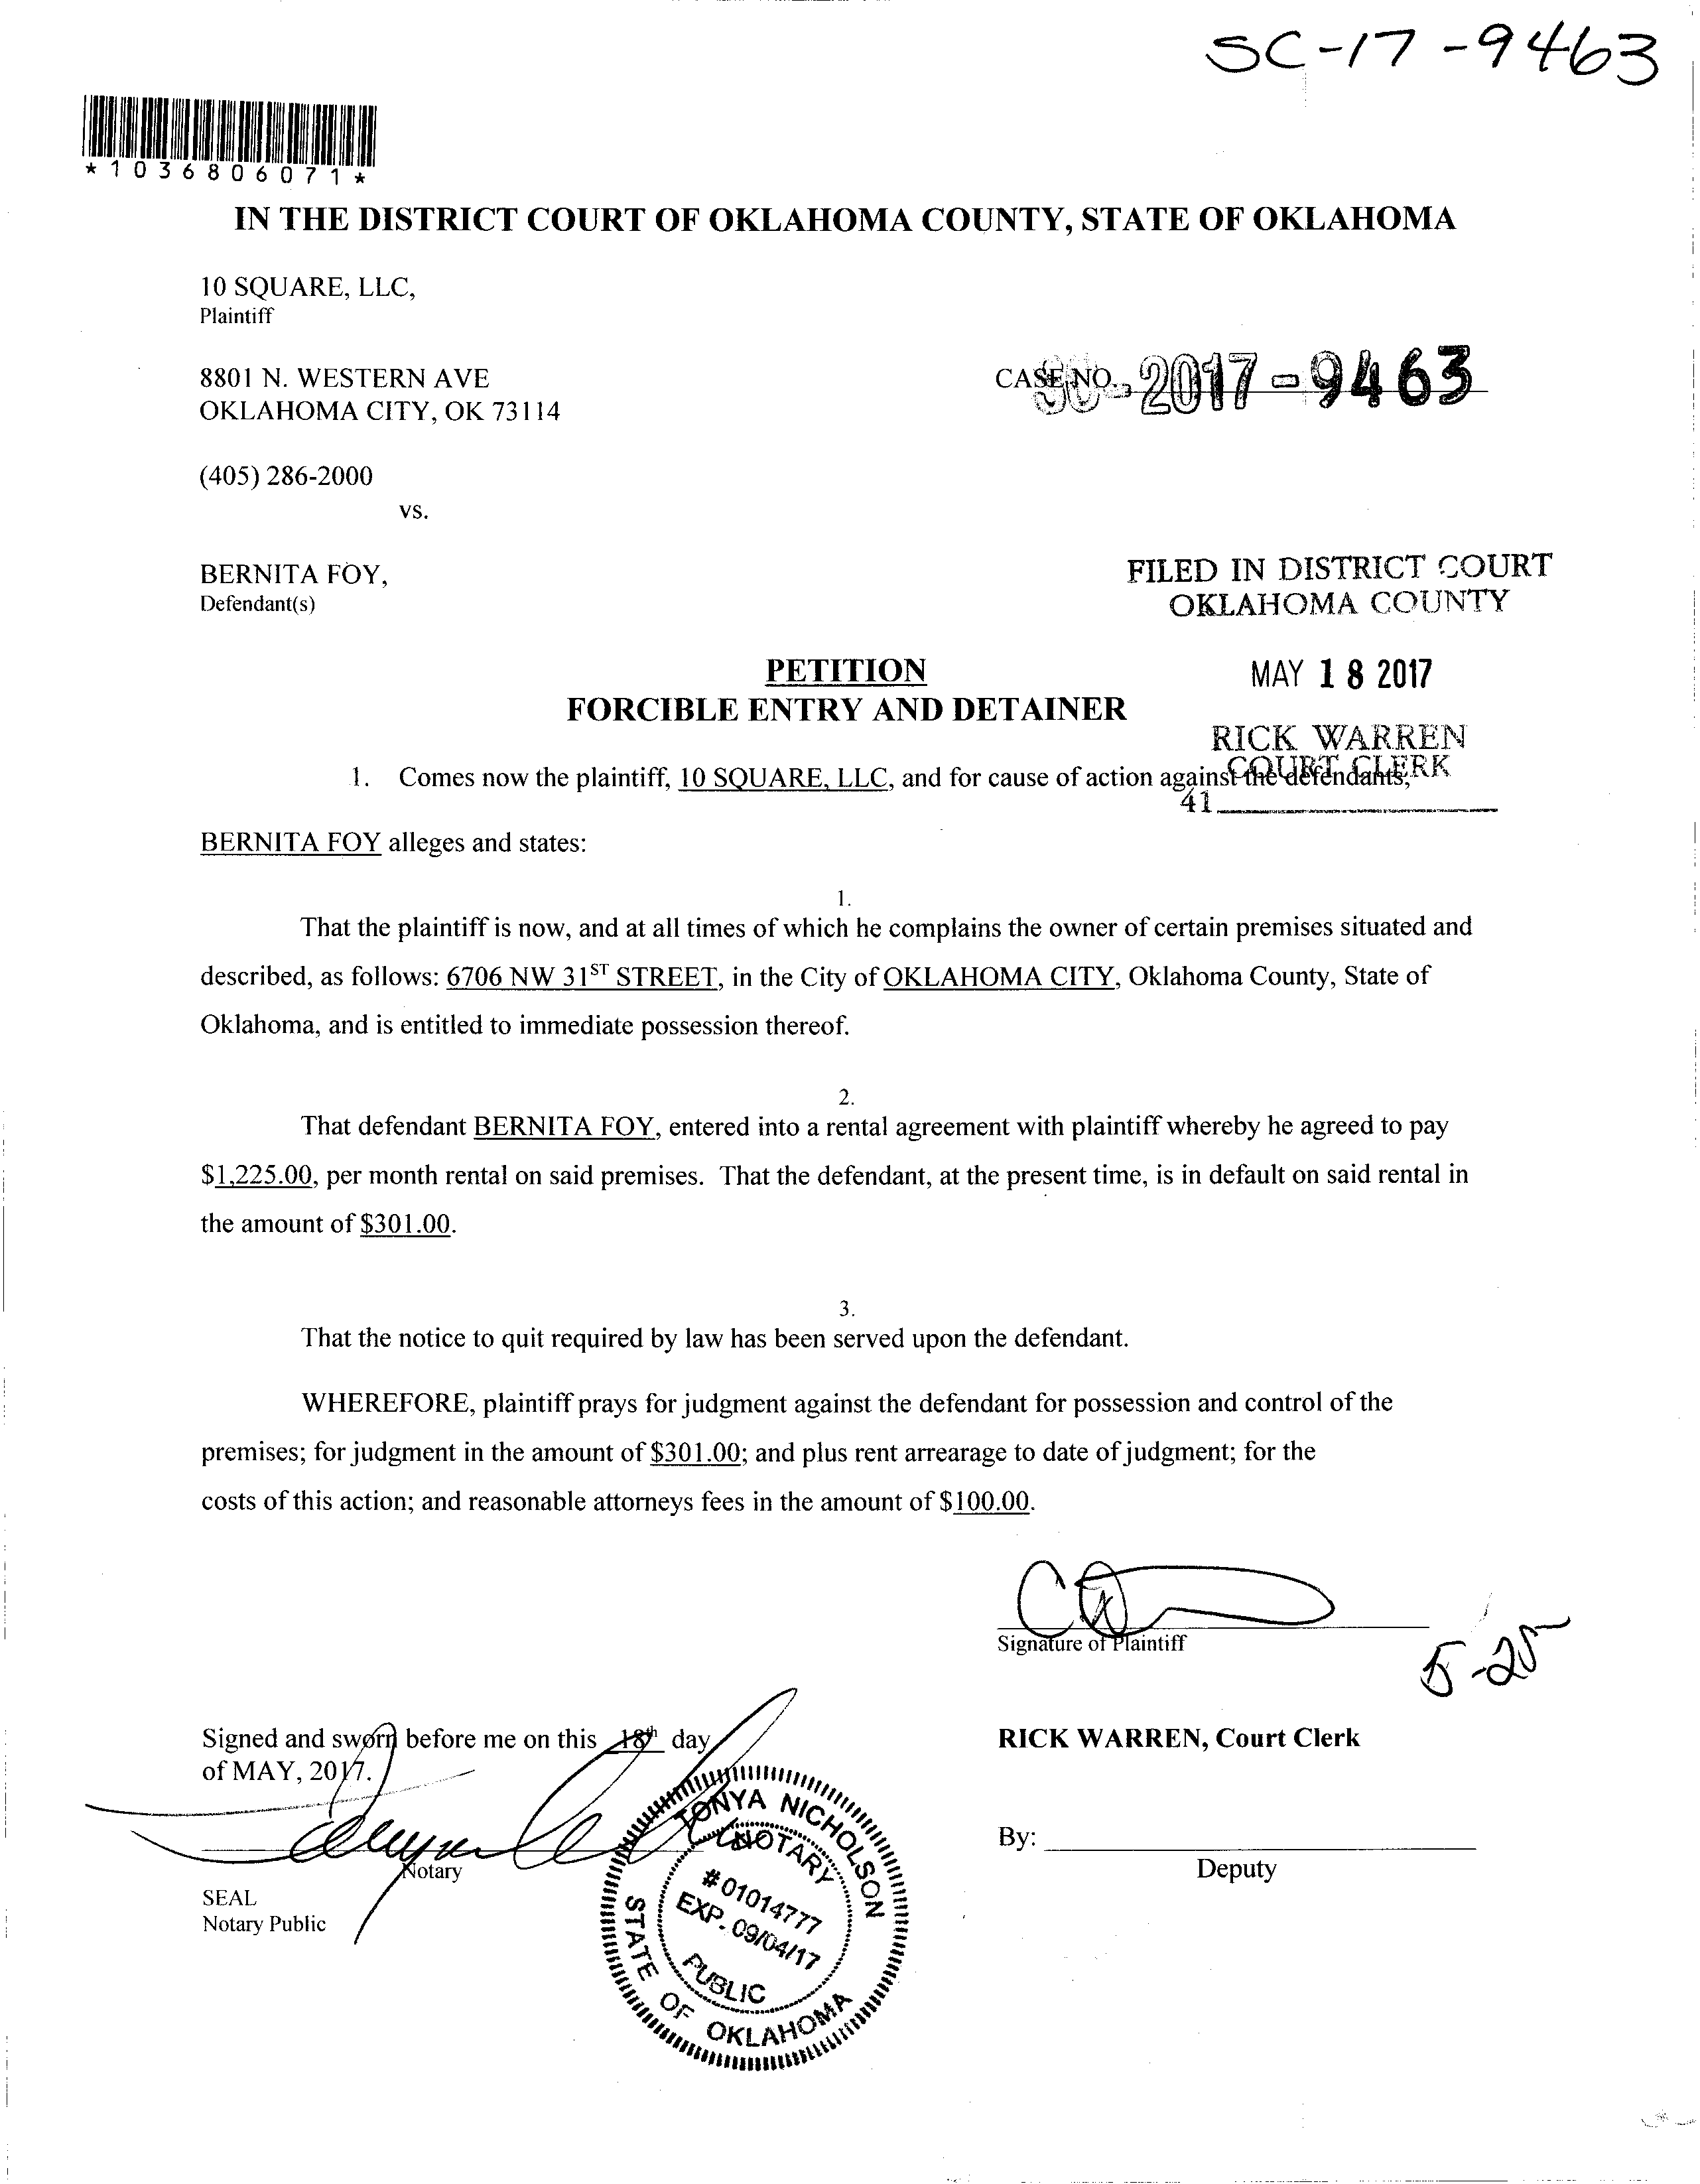 SC-17-9463
*1036806071*
IN THE DISTRICT COURT OF OKLAHOMA COUNTY, STATE OF OKLAHOMA
10 SQUARE, LLC,
Plaintiff
8801 N. WESTERN AVE
OKLAHOMA CITY, OK 73114
CASE NO. SC-2017-9463
(405) 286-2000
vs.
BERNITA FOY,
Defendant(s)
FILED IN DISTRICT COURT
OKLAHOMA COUNTY
MAY 18 2017
RICK WARREN
COURT CLERK
41
PETITION
FORCIBLE ENTRY AND DETAINER
1. Comes now the plaintiff, 10 SQUARE, LLC, and for cause of action against the defendants,
BERNITA FOY alleges and states:
1.
That the plaintiff is now, and at all times of which he complains the owner of certain premises situated and
described, as follows: 6706 NW 31ST STREET, in the City of OKLAHOMA CITY, Oklahoma County, State of
Oklahoma, and is entitled to immediate possession thereof.
2.
That defendant BERNITA FOY, entered into a rental agreement with plaintiff whereby he agreed to pay
$1,225.00, per month rental on said premises. That the defendant, at the present time, is in default on said rental in
the amount of $301.00.
3.
That the notice to quit required by law has been served upon the defendant.
WHEREFORE, plaintiff prays for judgment against the defendant for possession and control of the
premises; for judgment in the amount of $301.00; and plus rent arrearage to date of judgment; for the
costs of this action; and reasonable attorneys fees in the amount of $100.00.
Signature of Plaintiff
5-25
Signed and sworn before me on this 18th day
of MAY, 2017.
RICK WARREN, Court Clerk
Notary
SEAL
Notary Public
TONYA NICHOLSON
NOTARY
#01014777
EXP. 09/04/17
PUBLIC
STATE OF OKLAHOMA
By:
Deputy